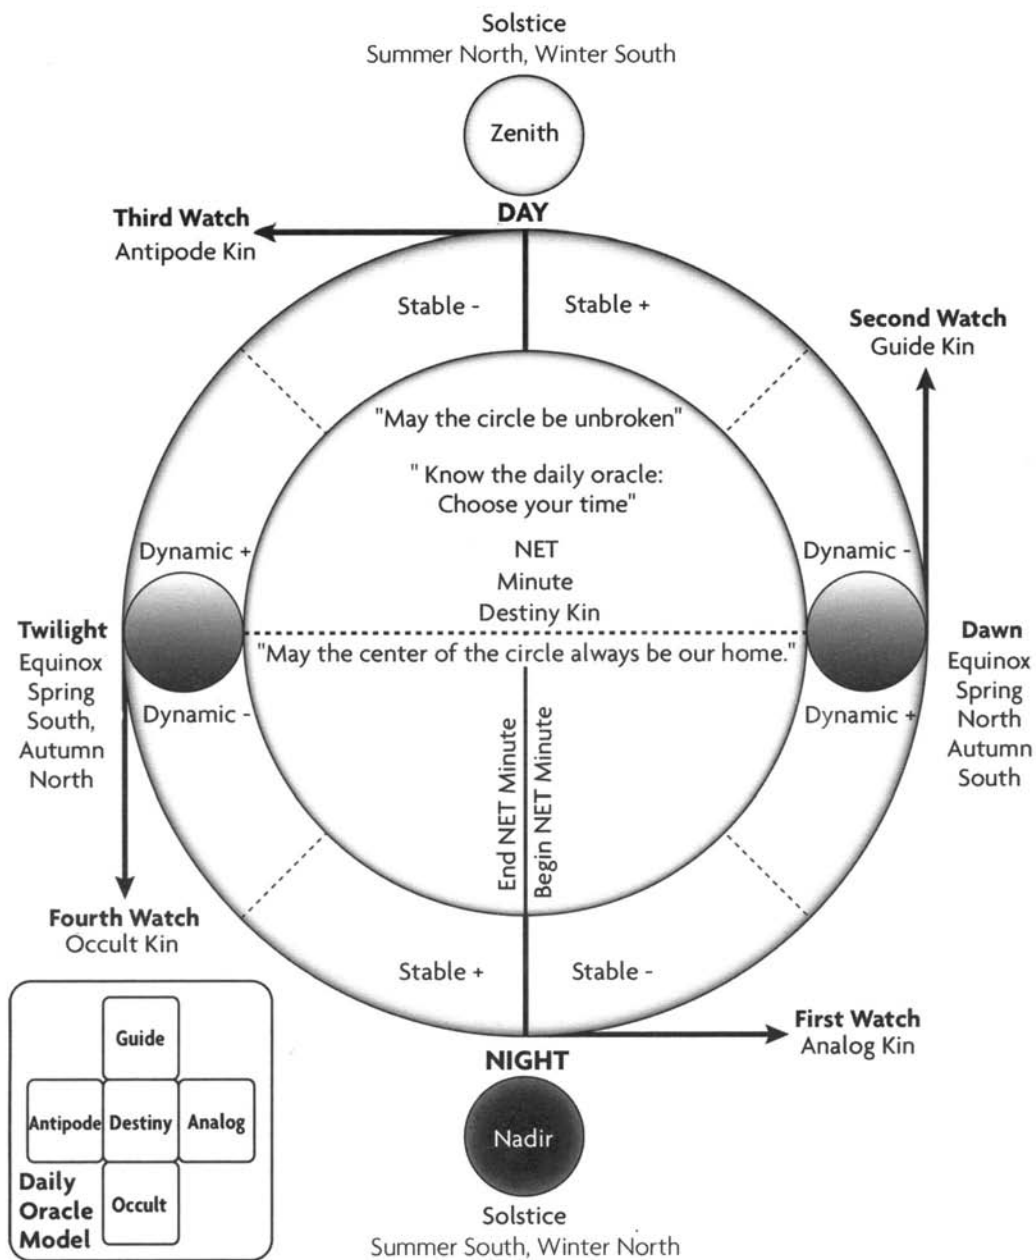 Solstice
Summer North, Winter South
Zenith
DAY
Third Watch
Antipode Kin
Stable -
Stable +
Second Watch
Guide Kin
"May the circle be unbroken"
" Know the daily oracle:
Choose your time"
NET
Minute
Destiny Kin
Dynamic +
Dynamic -
Twilight
Equinox
Spring
South,
Autumn
North
Dawn
Equinox
Spring
North
Autumn
South
"May the center of the circle always be our home."
Dynamic -
Dynamic +
End NET Minute
Begin NET Minute
Fourth Watch
Occult Kin
Stable +
Stable -
First Watch
Analog Kin
NIGHT
Nadir
Solstice
Summer South, Winter North
Guide
Antipode
Destiny
Analog
Occult
Daily
Oracle
Model